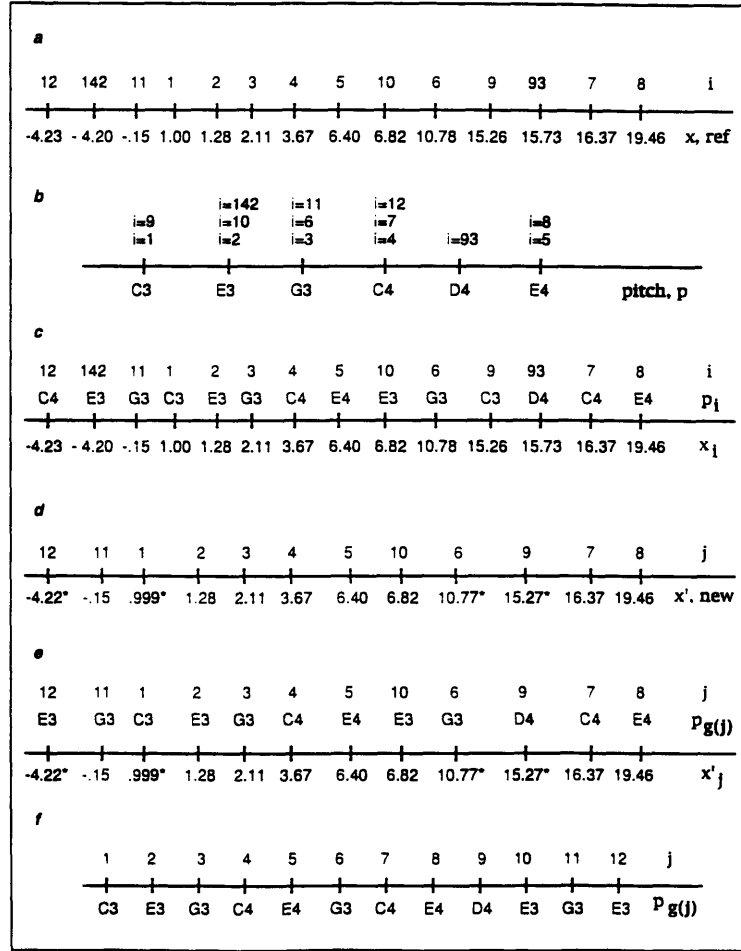 a
12 142 11 1 2 3 4 5 10 6 9 93 7 8 i
-4.23 - 4.20 -.15 1.00 1.28 2.11 3.67 6.40 6.82 10.78 15.26 15.73 16.37 19.46 x, ref
b
i=142 i=11 i=12
i=9 i=10 i=6 i=7 i=8
i=1 i=2 i=3 i=4 i=93 i=5
C3 E3 G3 C4 D4 E4 pitch, p
c
12 142 11 1 2 3 4 5 10 6 9 93 7 8 i
C4 E3 G3 C3 E3 G3 C4 E4 E3 G3 C3 D4 C4 E4 pi
-4.23 -4.20 -.15 1.00 1.28 2.11 3.67 6.40 6.82 10.78 15.26 15.73 16.37 19.46 xi
d
12 11 1 2 3 4 5 10 6 9 7 8 j
-4.22* -.15 .999* 1.28 2.11 3.67 6.40 6.82 10.77* 15.27* 16.37 19.46 x', new
e
12 11 1 2 3 4 5 10 6 9 7 8 j
E3 G3 C3 E3 G3 C4 E4 E3 G3 D4 C4 E4 pg(j)
-4.22* -.15 .999* 1.28 2.11 3.67 6.40 6.82 10.77* 15.27* 16.37 19.46 x'j
f
1 2 3 4 5 6 7 8 9 10 11 12 j
C3 E3 G3 C4 E4 G3 C4 E4 D4 E3 G3 E3 pg(j)